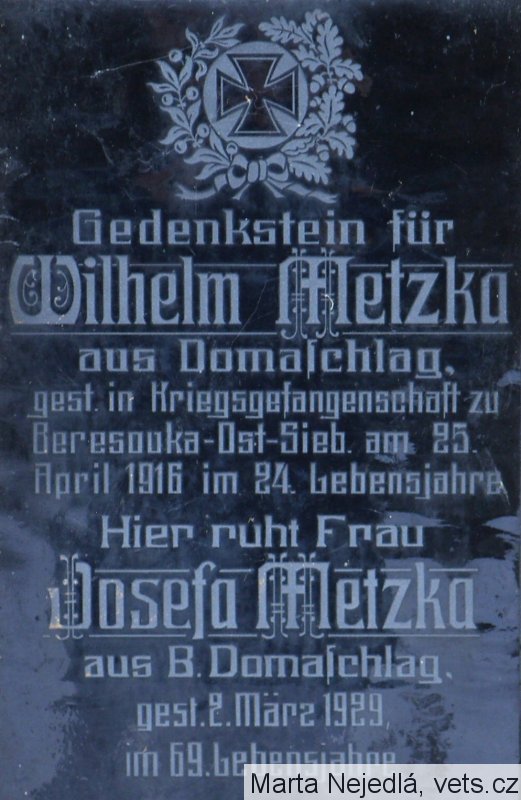 Gedenkstein für
Wilhelm Metzka
aus Domaſchlag,
gest. in Kriegsgefangenschaft zu
Beresovka-Ost-Sieb. am 25.
April 1916 im 24. Lebensjahre
Hier ruht Frau
Josefa Metzka
aus B. Domaſchlag,
gest. 2. März 1929,
im 69. Lebensjahre
Marta Nejedlá, vets.cz